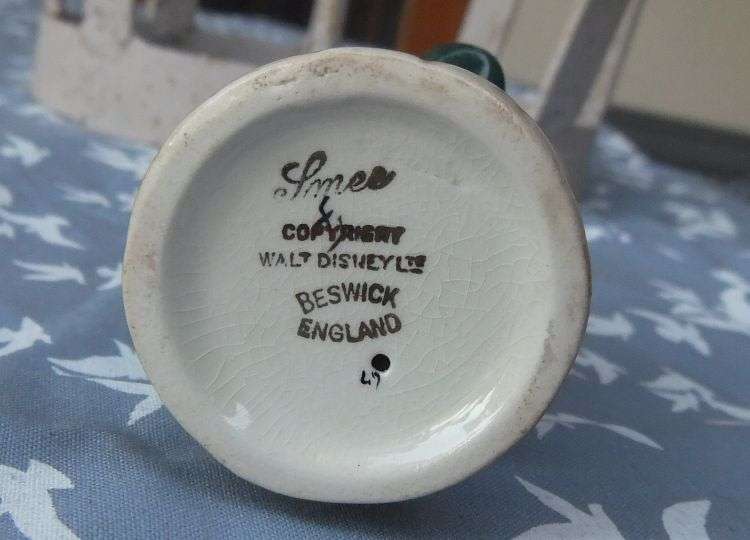 Smee
COPYRIGHT
WALT DISNEY LTD
BESWICK
ENGLAND